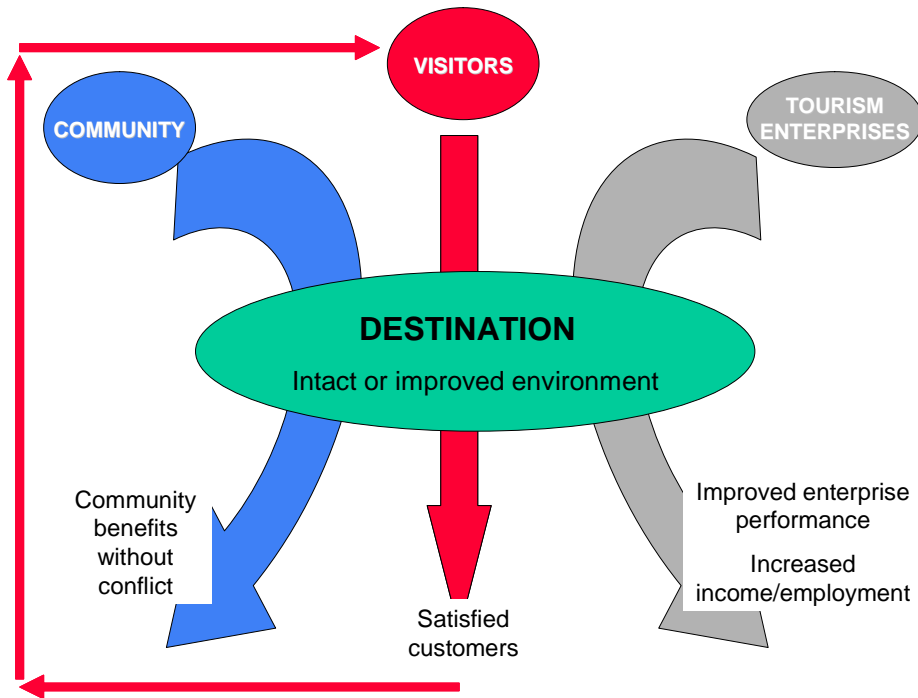 VISITORS
COMMUNITY
TOURISM
ENTERPRISES
DESTINATION
Intact or improved environment
Community
benefits
without
conflict
Satisfied
customers
Improved enterprise
performance
Increased
income/employment